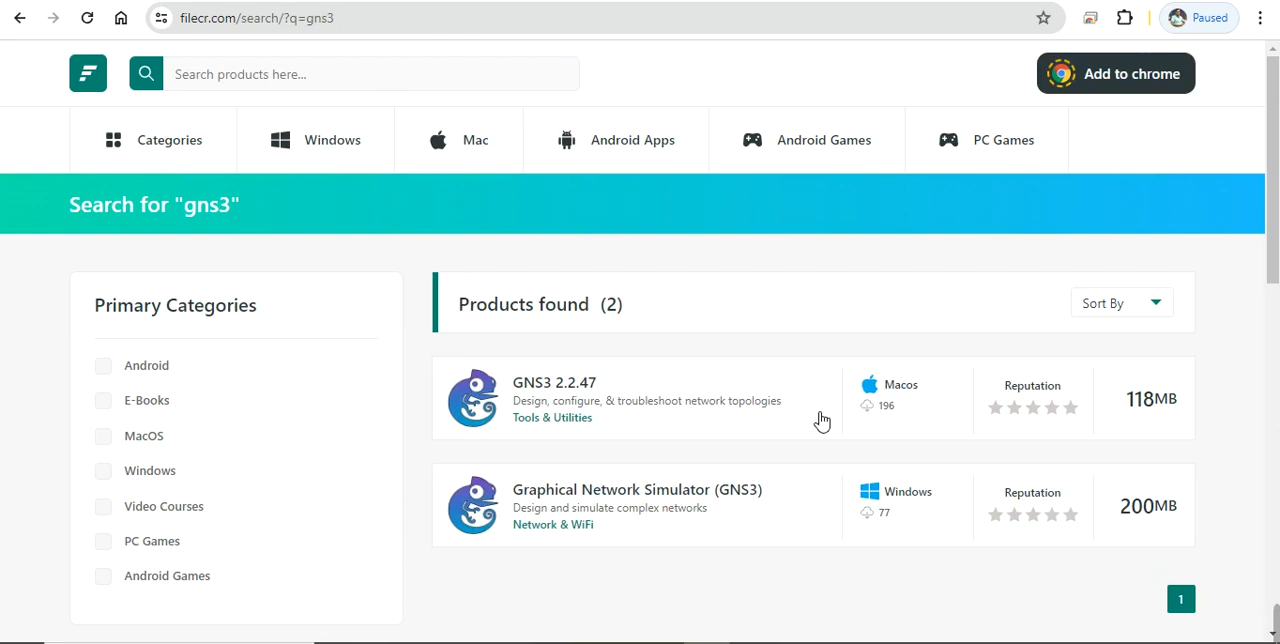 filecr.com/search/?q=gns3
Paused
Search products here...
Add to chrome
Categories
Windows
Mac
Android Apps
Android Games
PC Games
Search for "gns3"
Primary Categories
Android
E-Books
MacOS
Windows
Video Courses
PC Games
Android Games
Products found (2)
Sort By
GNS3 2.2.47
Design, configure, & troubleshoot network topologies
Tools & Utilities
Macos
196
Reputation
118MB
Graphical Network Simulator (GNS3)
Design and simulate complex networks
Network & WiFi
Windows
77
Reputation
200MB
1